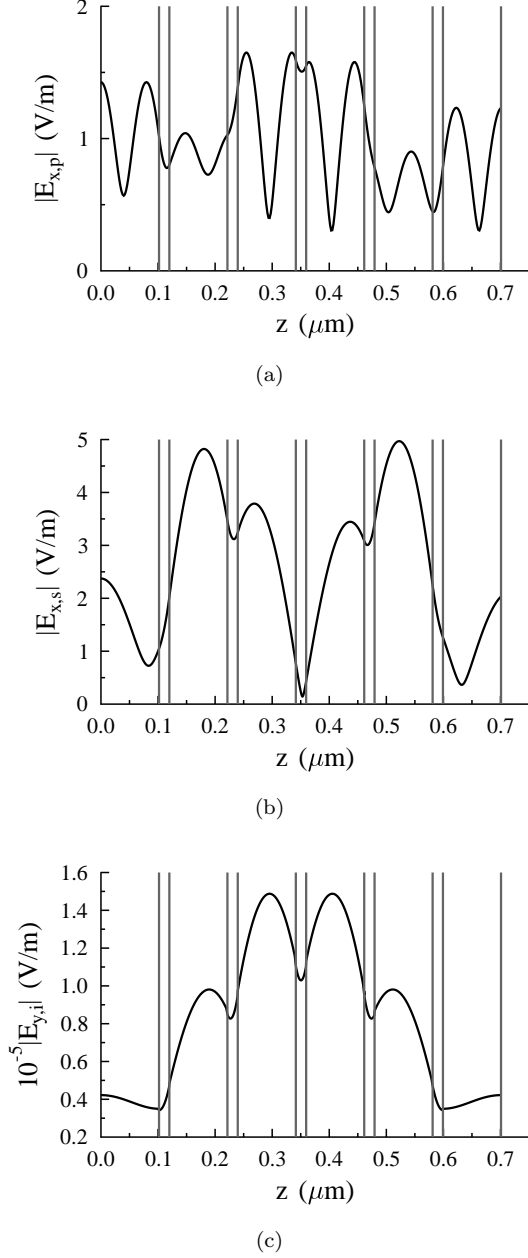 2
1
0
|E_{x,p}| (V/m)
0.0 0.1 0.2 0.3 0.4 0.5 0.6 0.7
z (μm)
(a)
5
4
3
2
1
0
|E_{x,s}| (V/m)
0.0 0.1 0.2 0.3 0.4 0.5 0.6 0.7
z (μm)
(b)
1.6
1.4
1.2
1.0
0.8
0.6
0.4
0.2
10^{-5}|E_{y,i}| (V/m)
0.0 0.1 0.2 0.3 0.4 0.5 0.6 0.7
z (μm)
(c)